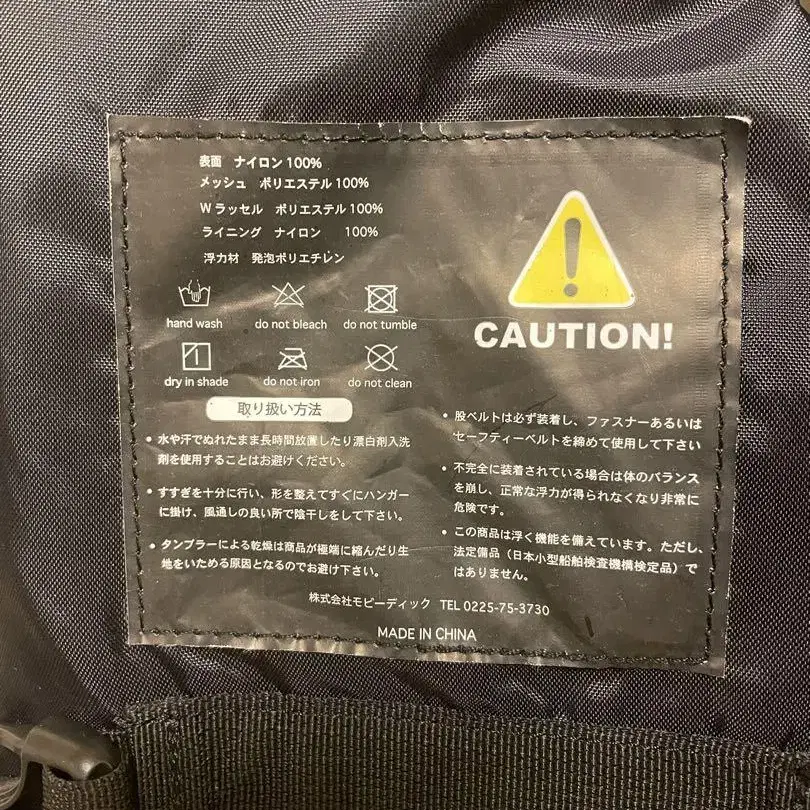 表面 ナイロン 100%
メッシュ ポリエステル 100%
W ラッセル ポリエステル 100%
ライニング ナイロン 100%
浮力材 発泡ポリエチレン
hand wash
do not bleach
do not tumble
dry in shade
do not iron
do not clean
取り扱い方法
• 水や汗でぬれたまま長時間放置したり漂白剤入洗
剤を使用することはお避けください。
• すすぎを十分に行い、形を整えてすぐにハンガー
に掛け、風通しの良い所で陰干しをして下さい。
• タンブラーによる乾燥は商品が極端に縮んだり生
地をいためる原因となるのでお避け下さい。
CAUTION!
• 股ベルトは必ず装着し、ファスナーあるいは
セーフティーベルトを締めて使用して下さい
• 不完全に装着されている場合は体のバランス
を崩し、正常な浮力が得られなくなり非常に
危険です。
• この商品は浮く機能を備えています。ただし、
法定備品（日本小型船舶検査機構検定品）で
はありません。
株式会社モビーディック TEL 0225-75-3730
MADE IN CHINA